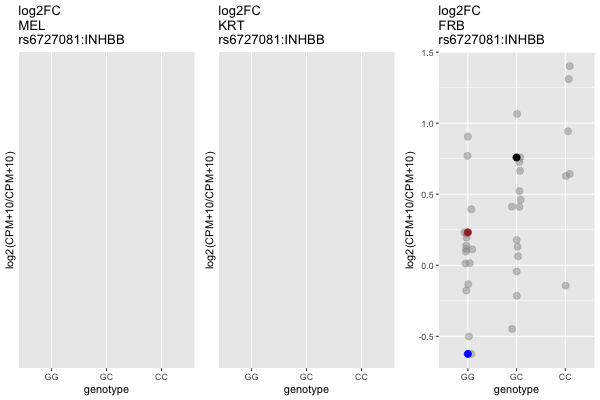 log2FC
MEL
rs6727081:INHBB
log2(CPM+10/CPM+10)
GG GC CC
genotype
log2FC
KRT
rs6727081:INHBB
log2(CPM+10/CPM+10)
GG GC CC
genotype
log2FC
FRB
rs6727081:INHBB
log2(CPM+10/CPM+10)
1.5
1.0
0.5
0.0
-0.5
GG GC CC
genotype